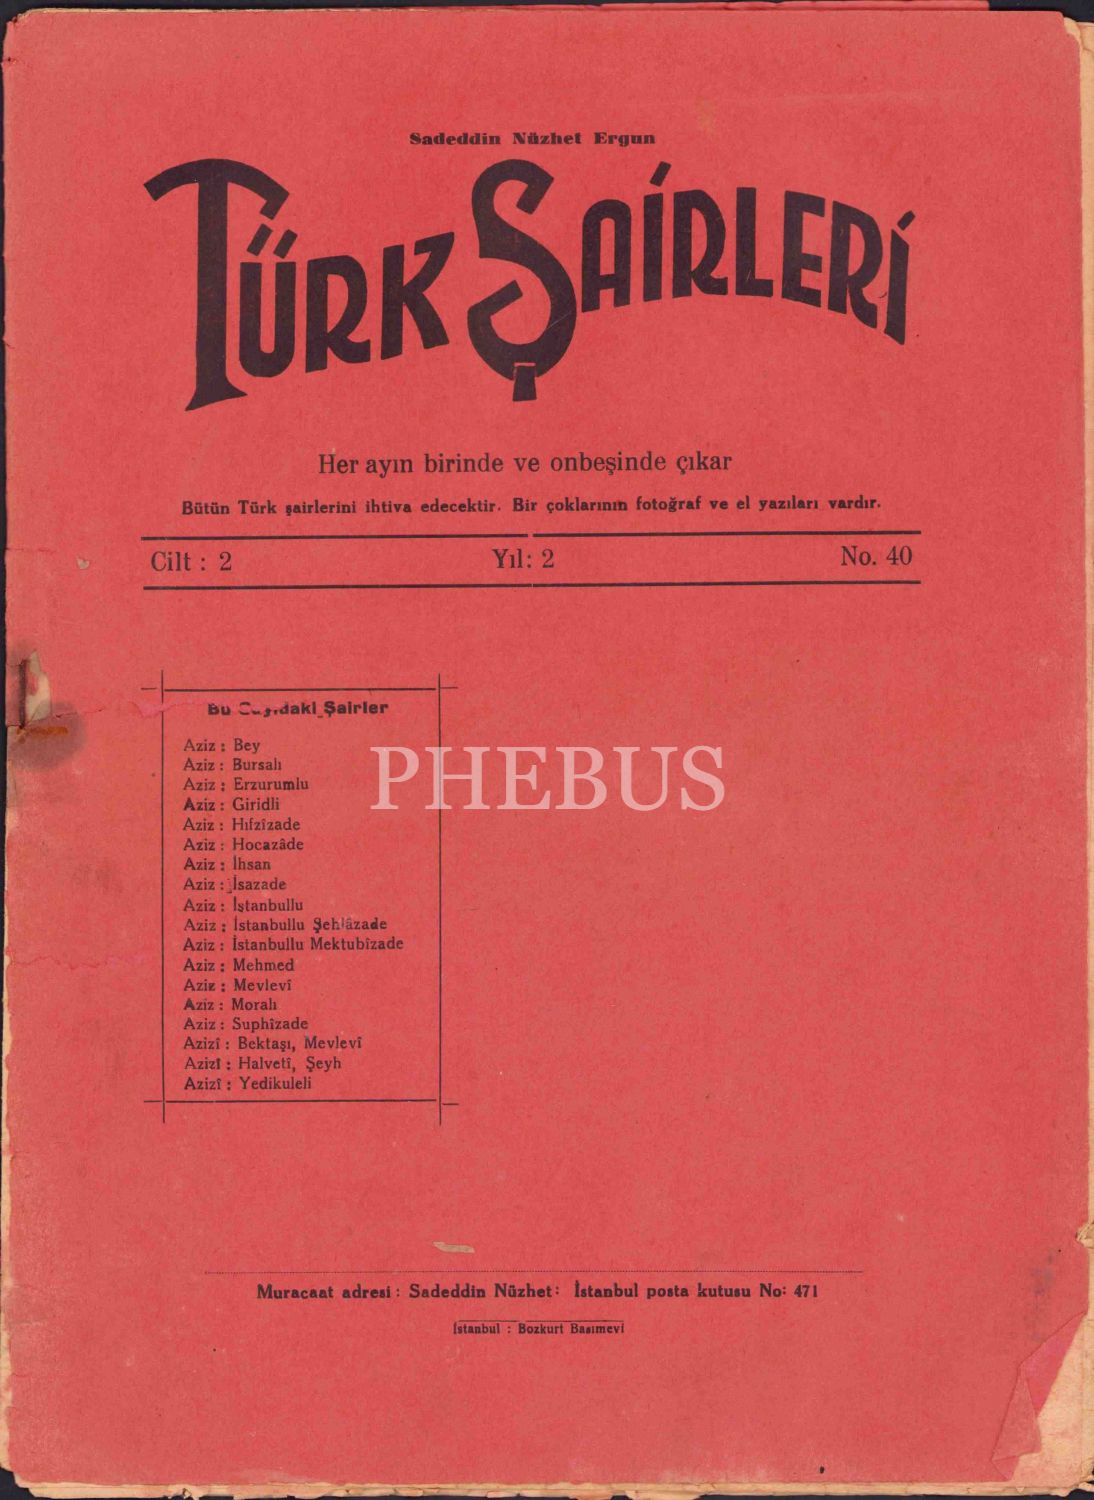 Sadeddin Nüzhet Ergun
TÜRK ŞAİRLERİ
Her ayın birinde ve onbeşinde çıkar
Bütün Türk şairlerini ihtiva edecektir. Bir çoklarının fotoğraf ve el yazıları vardır.
Cilt : 2 Yıl: 2 No. 40
Bu Şairler
Aziz : Bey
Aziz : Bursalı
Aziz : Erzurumlu
Aziz : Giridli
Aziz : Hıfzîzade
Aziz : Hocazâde
Aziz : İhsan
Aziz : İsazade
Aziz : İstanbullu
Aziz : İstanbullu Şehlâzade
Aziz : İstanbullu Mektubîzade
Aziz : Mehmed
Aziz : Mevlevî
Aziz : Moralı
Aziz : Suphîzade
Azizî : Bektaşı, Mevlevî
Azizî : Halvetî, Şeyh
Azizî : Yedikuleli
PHEBUS
Muracaat adresi : Sadeddin Nüzhet: İstanbul posta kutusu No: 471
İstanbul : Bozkurt Basımevi